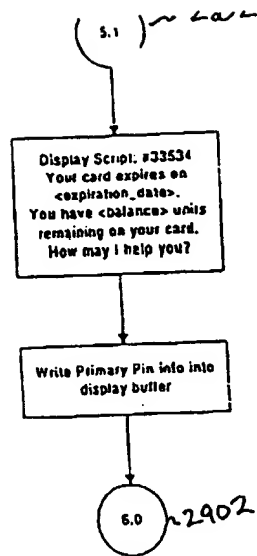 5.1
Display Script: #33534
Your card expires on
<expiration_date>.
You have <balance> units
remaining on your card.
How may I help you?
Write Primary Pin info into
display buffer
6.0 ~2902